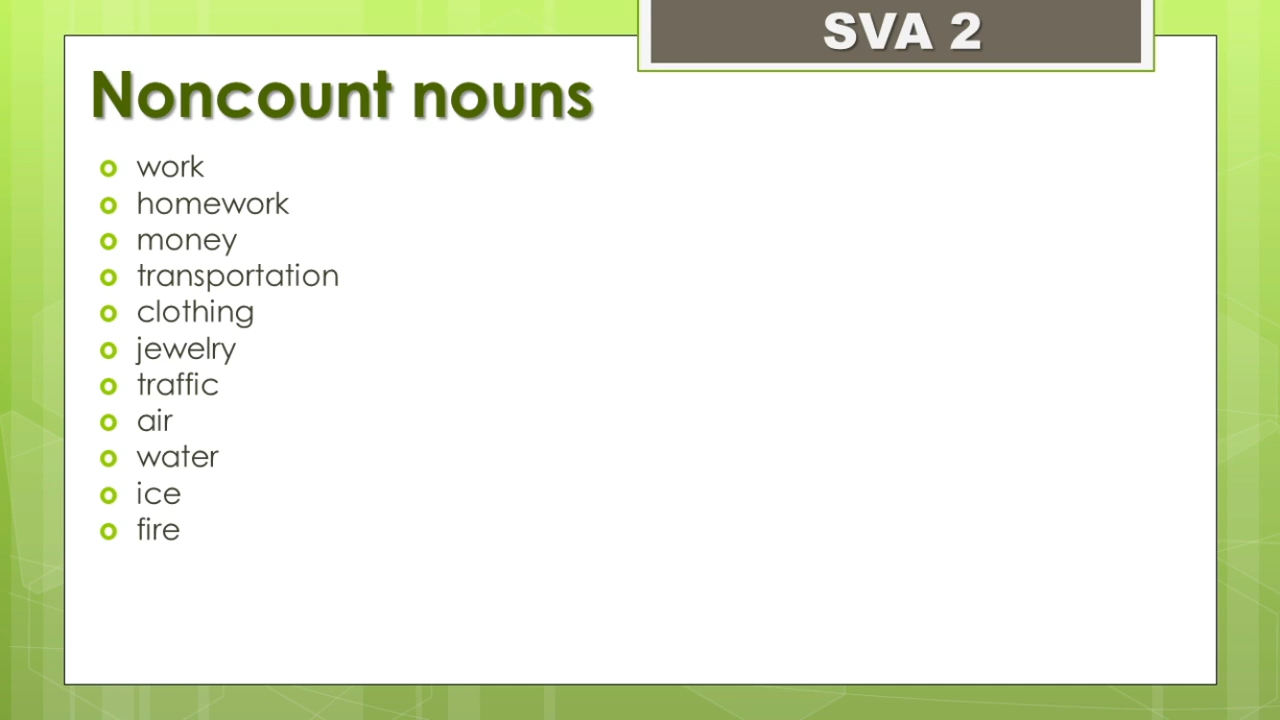 SVA 2
Noncount nouns
work
homework
money
transportation
clothing
jewelry
traffic
air
water
ice
fire